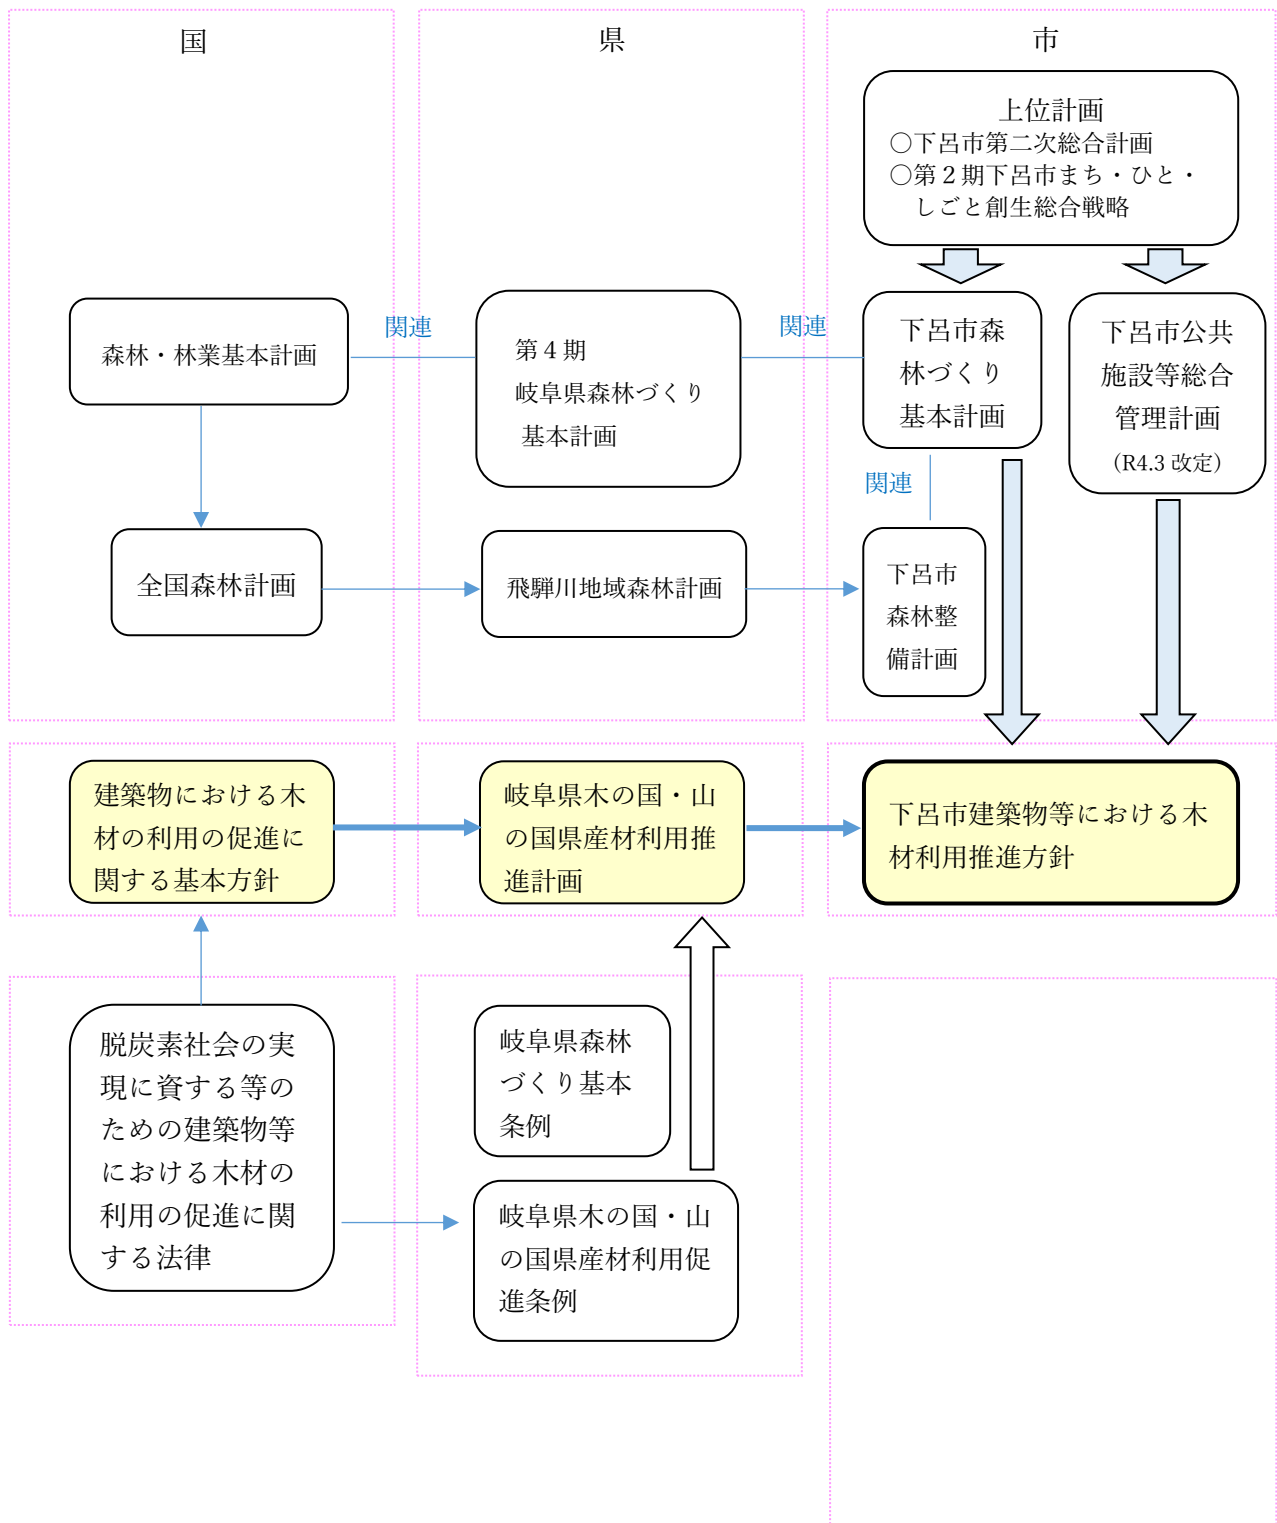 国
県
市
上位計画
○下呂市第二次総合計画
○第２期下呂市まち・ひと・
しごと創生総合戦略
森林・林業基本計画
関連
第４期
岐阜県森林づくり
基本計画
関連
下呂市森
林づくり
基本計画
下呂市公共
施設等総合
管理計画
（R4.3 改定）
関連
全国森林計画
飛騨川地域森林計画
下呂市
森林整
備計画
建築物における木
材の利用の促進に
関する基本方針
岐阜県木の国・山
の国県産材利用推
進計画
下呂市建築物等における木
材利用推進方針
脱炭素社会の実
現に資する等の
ための建築物等
における木材の
利用の促進に関
する法律
岐阜県森林
づくり基本
条例
岐阜県木の国・山
の国県産材利用促
進条例